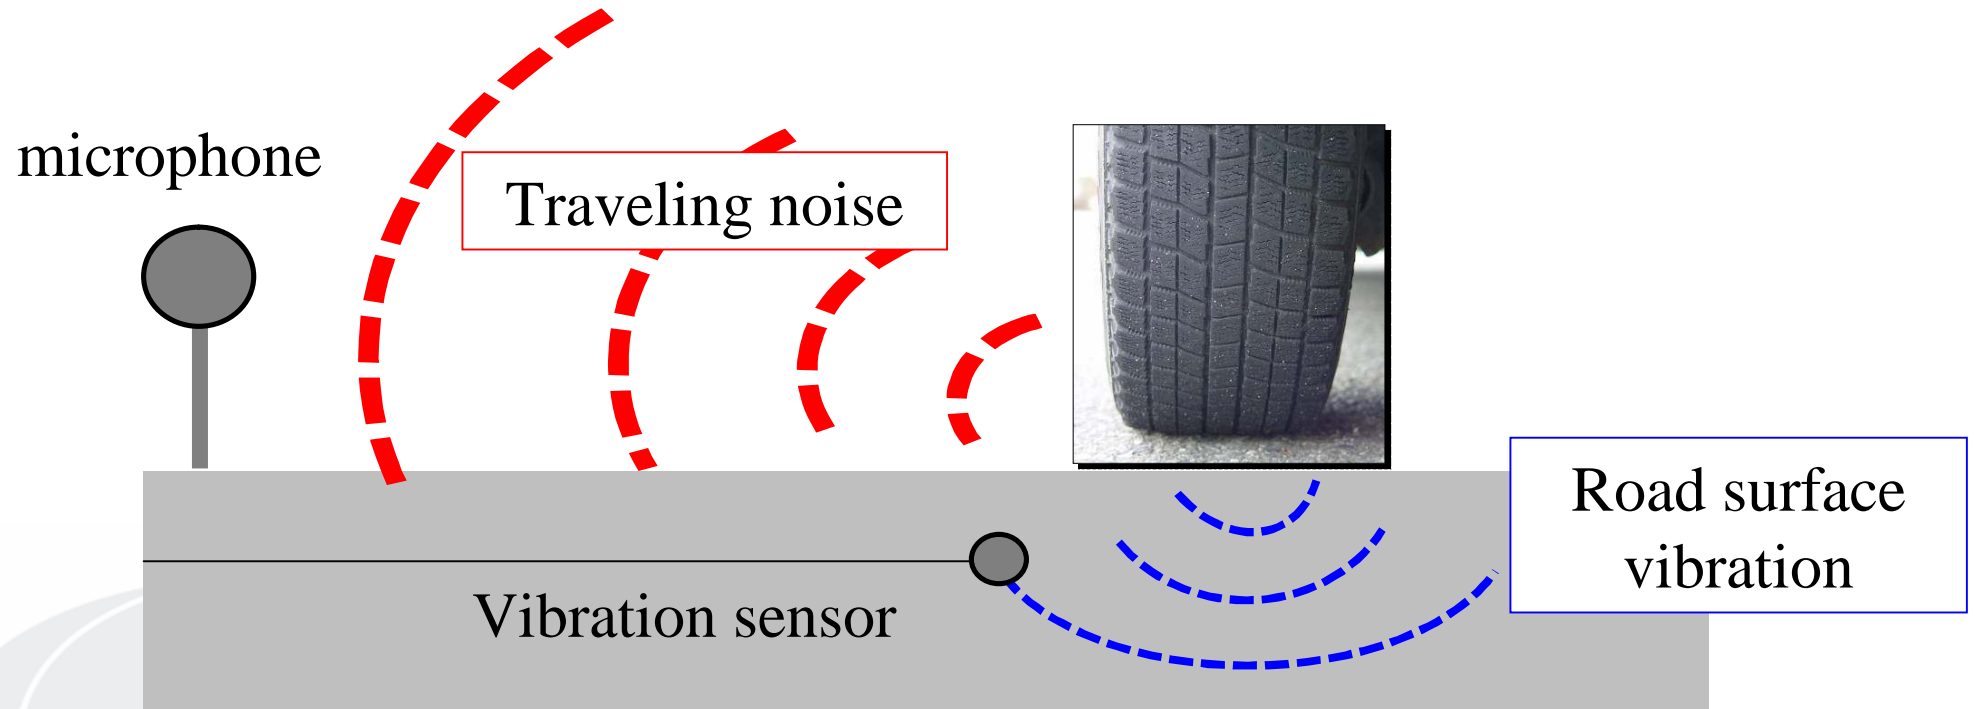 microphone
Traveling noise
Road surface
vibration
Vibration sensor